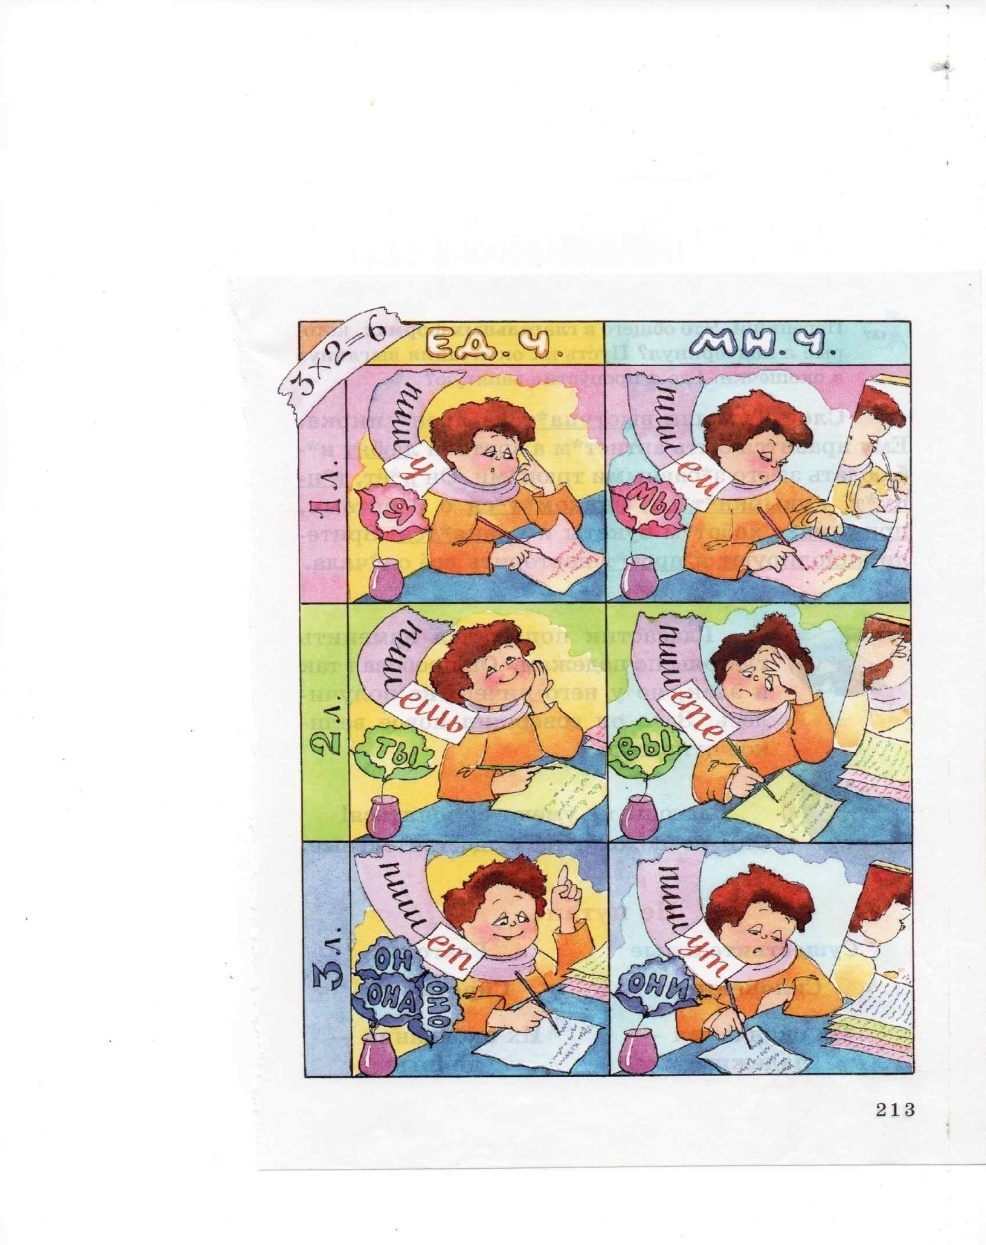 3×2=6
ЕД. Ч. МН. Ч.
1 л.
пиш у
Я
пиш ем
МЫ
2 л.
пиш ешь
ТЫ
пиш ете
ВЫ
3 л.
пиш ет
ОН
ОНА
ОНО
пиш ут
ОНИ
213